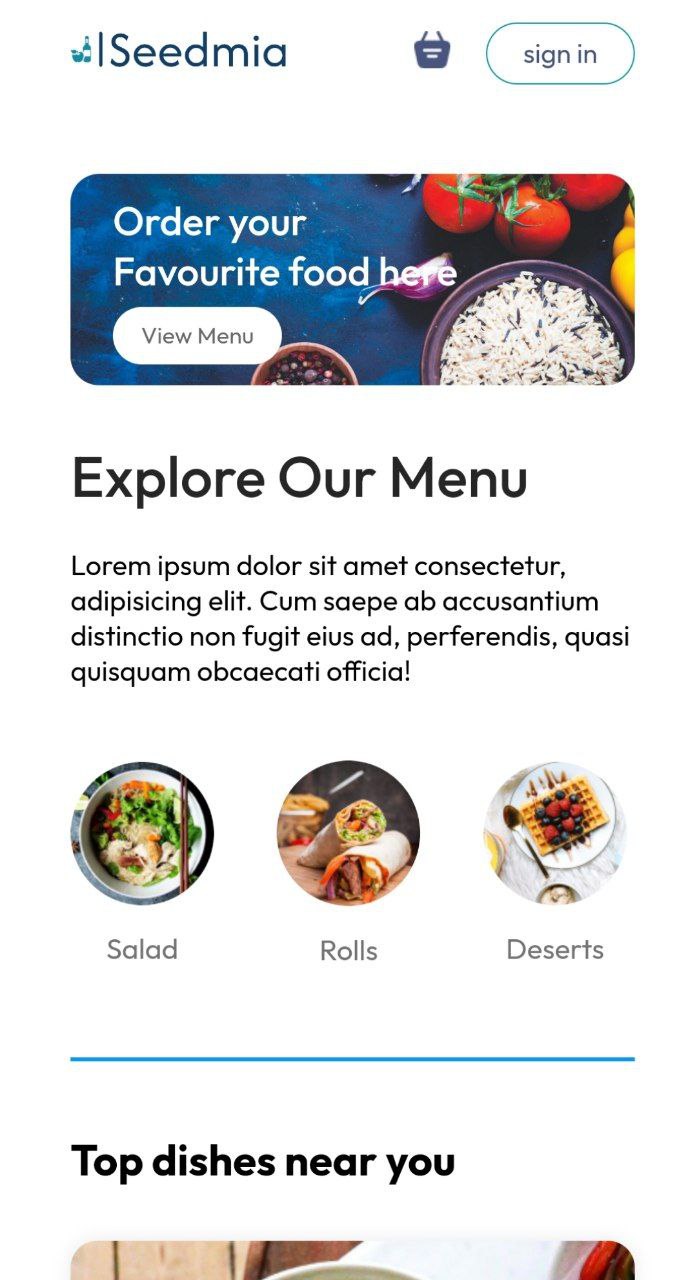 Seedmia
sign in
Order your
Favourite food here
View Menu
Explore Our Menu
Lorem ipsum dolor sit amet consectetur,
adipisicing elit. Cum saepe ab accusantium
distinctio non fugit eius ad, perferendis, quasi
quisquam obcaecati officia!
Salad
Rolls
Deserts
Top dishes near you